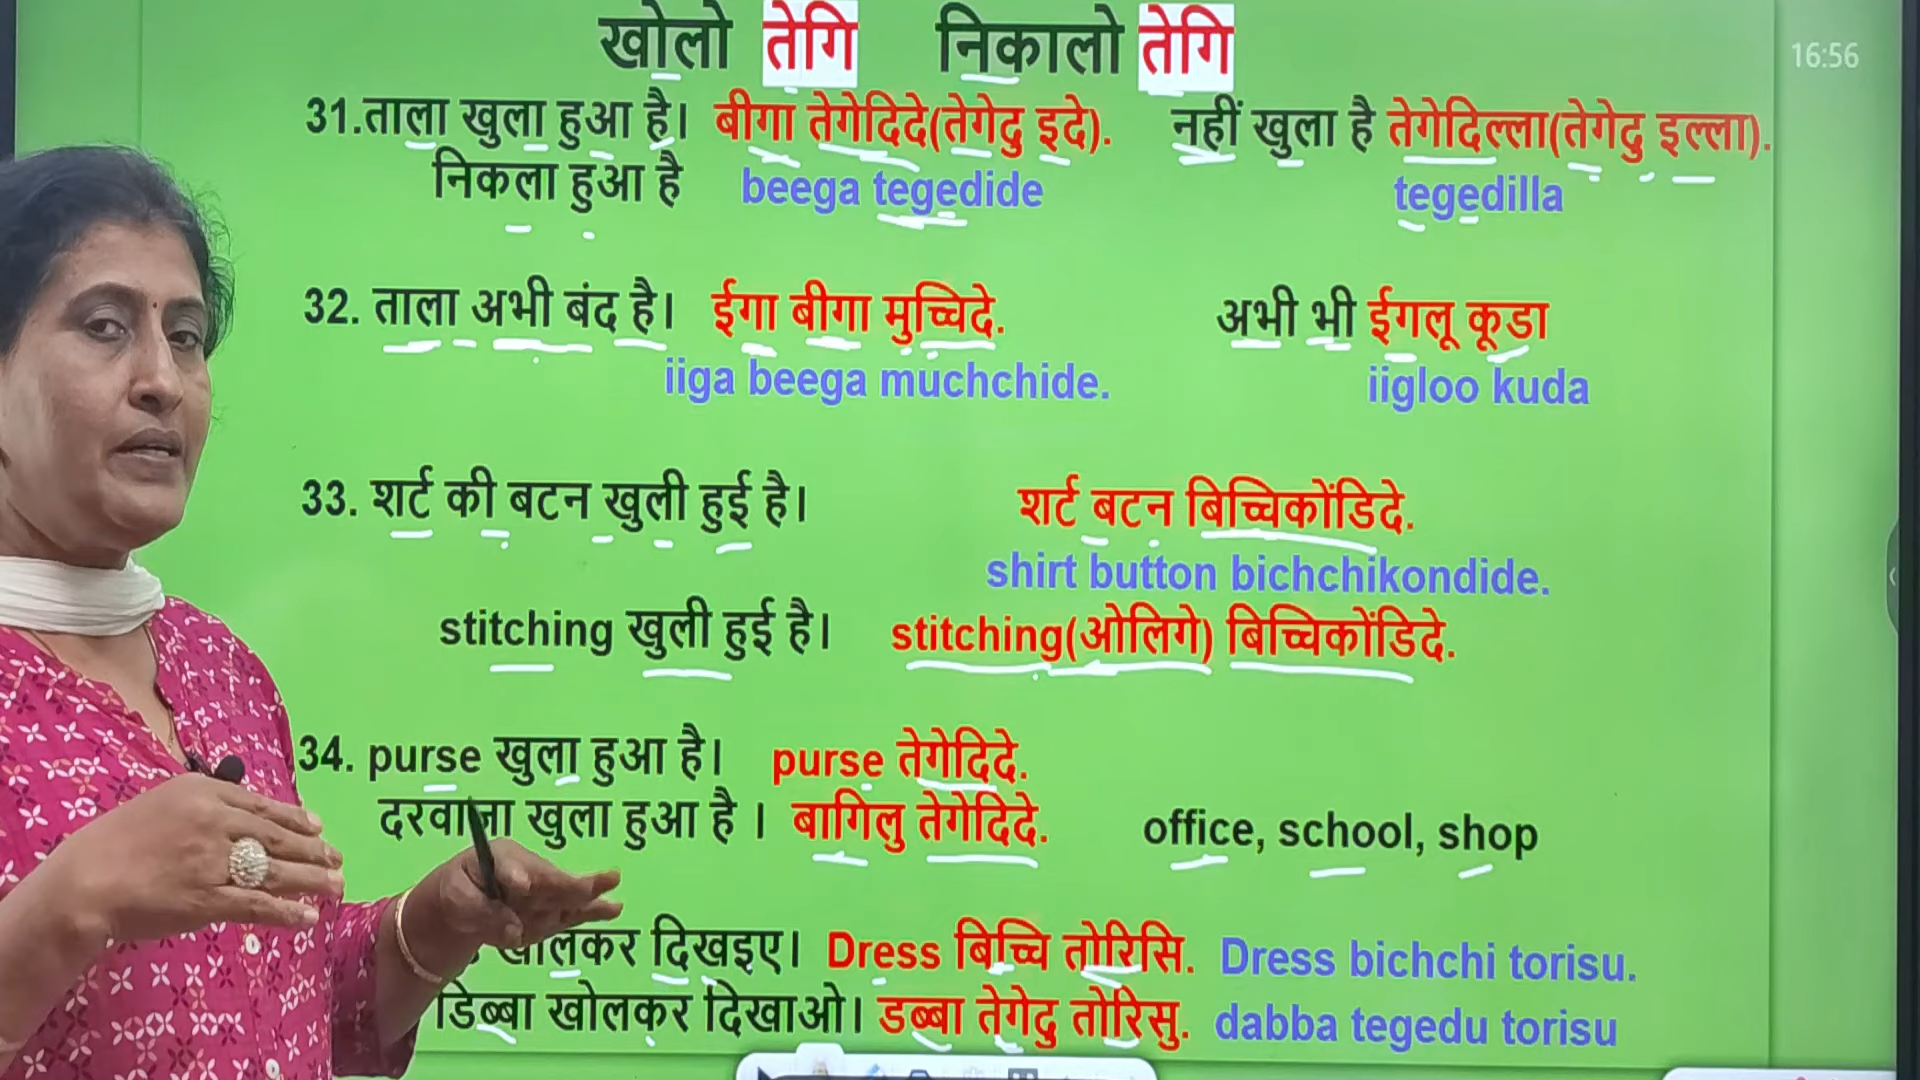 खोलो तेगि निकालो तेगि
16:56
31.ताला खुला हुआ है। बीगा तेगेदिदे(तेगेदु इदे). नहीं खुला है तेगेदिल्ला(तेगेदु इल्ला).
निकला हुआ है beega tegedide tegedilla
32. ताला अभी बंद है। ईगा बीगा मुच्चिदे. अभी भी ईगलू कूडा
iiga beega muchchide. iigloo kuda
33. शर्ट की बटन खुली हुई है। शर्ट बटन बिच्चिकोंडिदे.
shirt button bichchikondide.
stitching खुली हुई है। stitching(ओलिगे) बिच्चिकोंडिदे.
34. purse खुला हुआ है। purse तेगेदिदे.
दरवाजा खुला हुआ है । बागिलु तेगेदिदे. office, school, shop
खोलकर दिखइए। Dress बिच्चि तोरिसि. Dress bichchi torisu.
डिब्बा खोलकर दिखाओ। डब्बा तेगेदु तोरिसु. dabba tegedu torisu